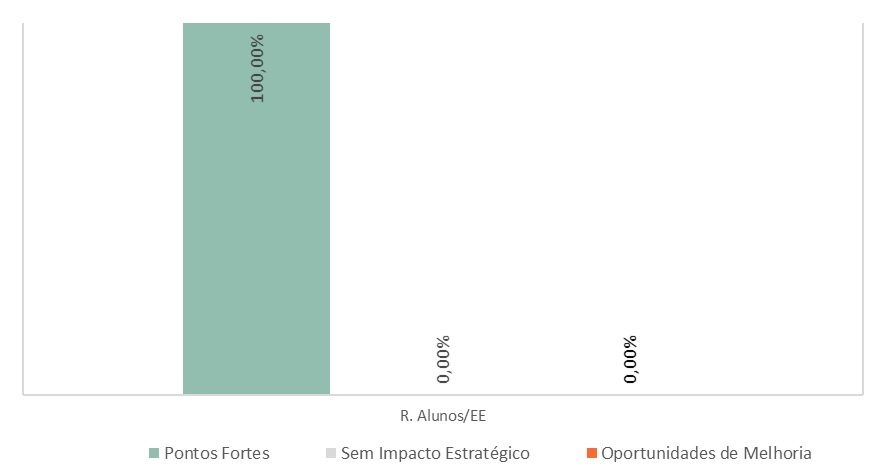 100,00%
0,00%
0,00%
R. Alunos/EE
Pontos Fortes
Sem Impacto Estratégico
Oportunidades de Melhoria